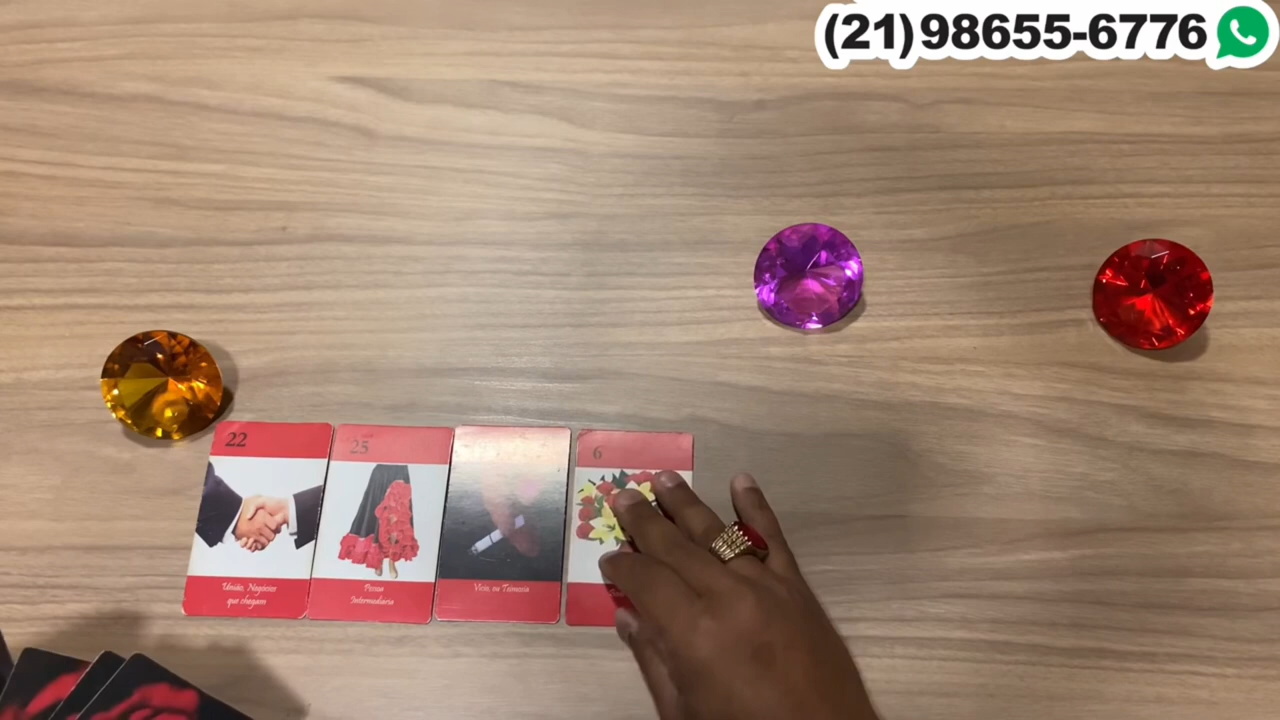 (21)98655-6776
22
União, Negócios
que chegam
25
Pessoa
Intermediária
Vício, ou Teimosia
6